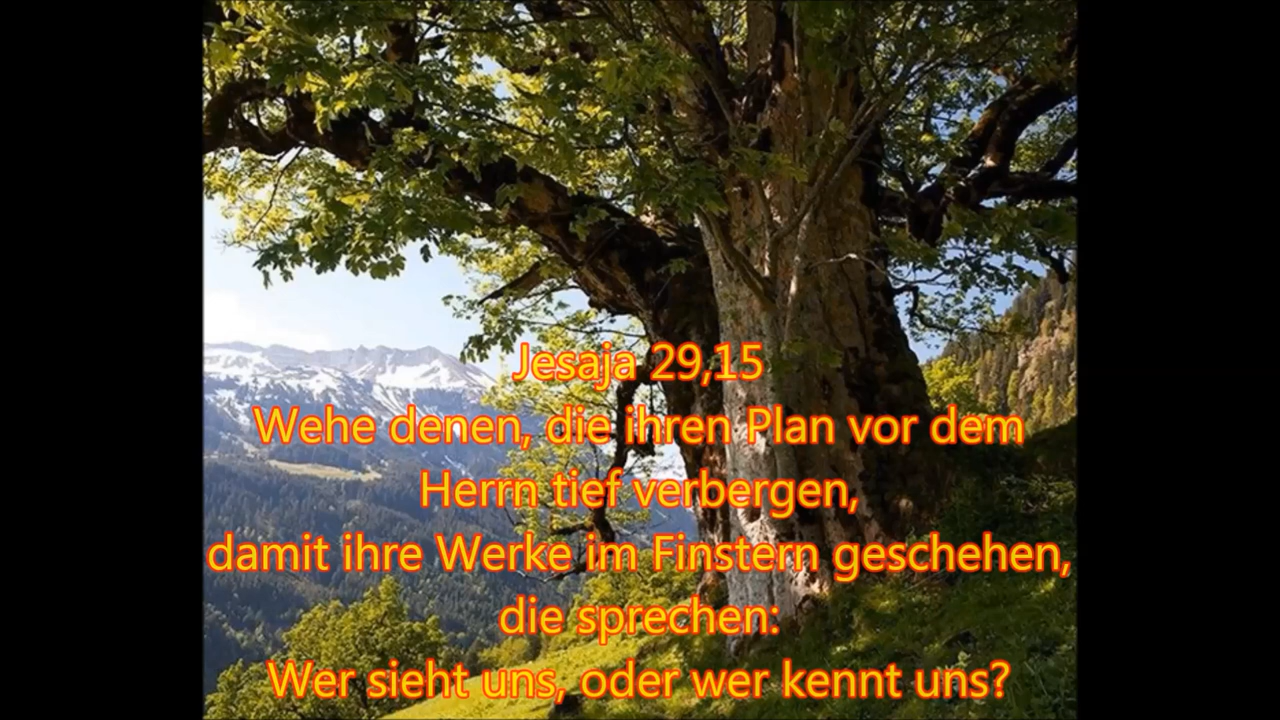 Jesaja 29,15
Wehe denen, die ihren Plan vor dem
Herrn tief verbergen,
damit ihre Werke im Finstern geschehen,
die sprechen:
Wer sieht uns, oder wer kennt uns?